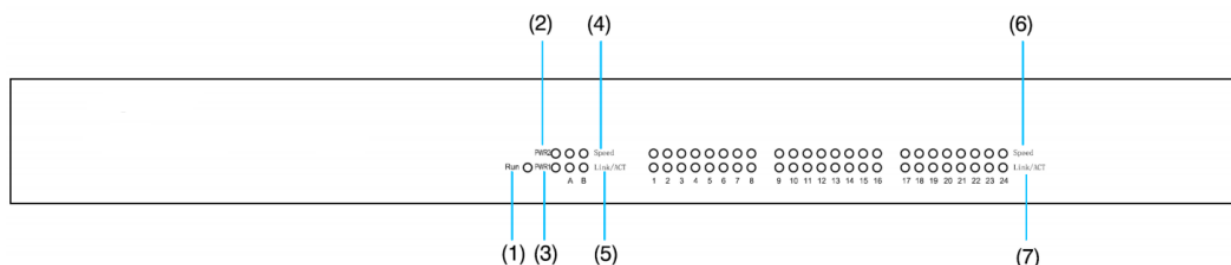 (2) (4) (6)
PWR2 Speed Speed
Run PWR1 Link/ACT Link/ACT
A B 1 2 3 4 5 6 7 8 9 10 11 12 13 14 15 16 17 18 19 20 21 22 23 24
(1) (3) (5) (7)